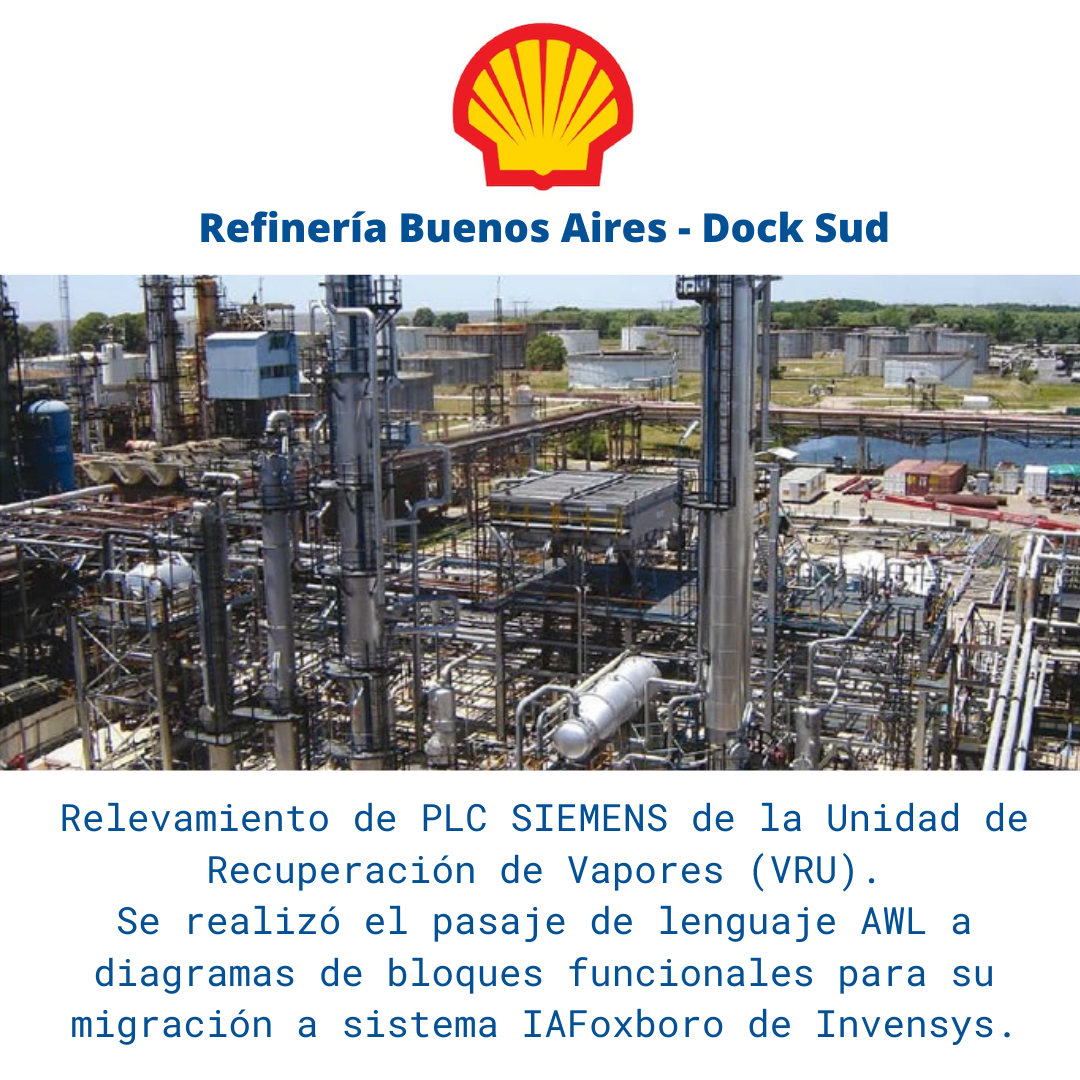 Refinería Buenos Aires - Dock Sud
Relevamiento de PLC SIEMENS de la Unidad de
Recuperación de Vapores (VRU).
Se realizó el pasaje de lenguaje AWL a
diagramas de bloques funcionales para su
migración a sistema IAFoxboro de Invensys.